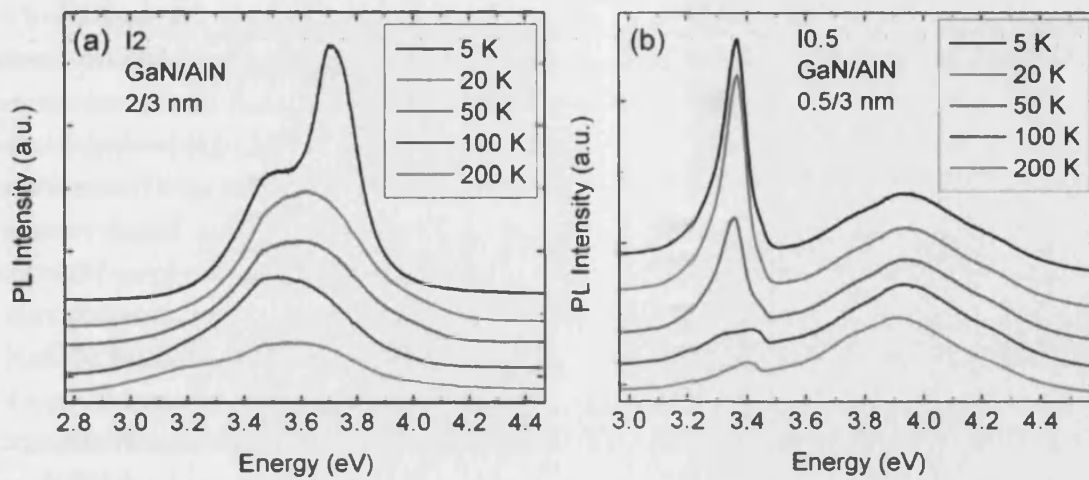 (a) I2
GaN/AlN
2/3 nm
5 K
20 K
50 K
100 K
200 K
PL Intensity (a.u.)
2.8 3.0 3.2 3.4 3.6 3.8 4.0 4.2 4.4
Energy (eV)
(b) I0.5
GaN/AlN
0.5/3 nm
5 K
20 K
50 K
100 K
200 K
PL Intensity (a.u.)
3.0 3.2 3.4 3.6 3.8 4.0 4.2 4.4
Energy (eV)